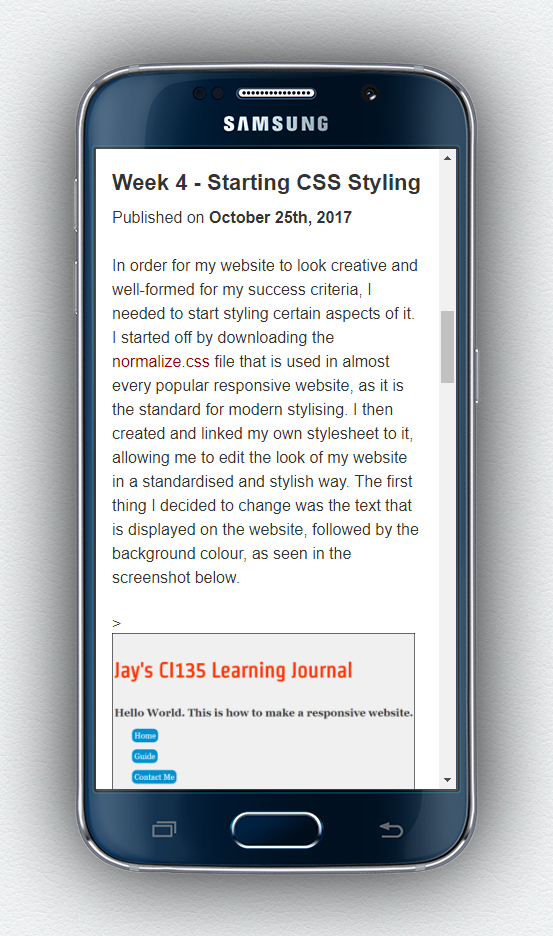 SAMSUNG
Week 4 - Starting CSS Styling
Published on October 25th, 2017
In order for my website to look creative and
well-formed for my success criteria, I
needed to start styling certain aspects of it.
I started off by downloading the
normalize.css file that is used in almost
every popular responsive website, as it is
the standard for modern stylising. I then
created and linked my own stylesheet to it,
allowing me to edit the look of my website
in a standardised and stylish way. The first
thing I decided to change was the text that
is displayed on the website, followed by the
background colour, as seen in the
screenshot below.
>
Jay's CI135 Learning Journal
Hello World. This is how to make a responsive website.
Home
Guide
Contact Me